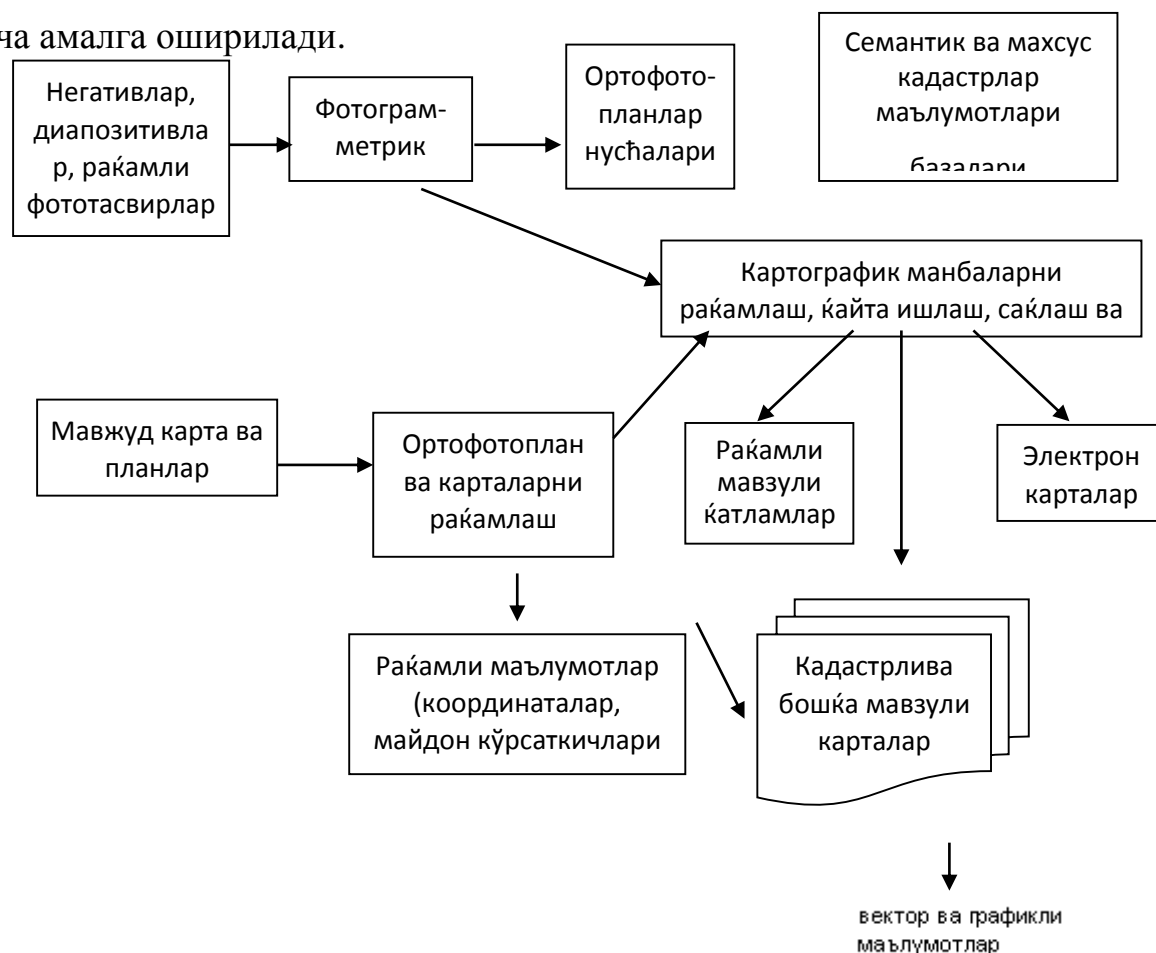 ча амалга оширилади.
Негативлар,
диапозитивла
р, раќамли
фототасвирлар
Фотограм-
метрик
Ортофото-
планлар
нусћалари
Семантик ва махсус
кадастрлар
маълумотлари
базалари
Картографик манбаларни
раќамлаш, ќайта ишлаш, саќлаш ва
Мавжуд карта ва
планлар
Ортофотоплан
ва карталарни
раќамлаш
Раќамли
мавзули
ќатламлар
Электрон
карталар
Раќамли маълумотлар
(координаталар,
майдон кўрсаткичлари
Кадастрлива
бошќа мавзули
карталар
вектор ва графикли
маълумотлар